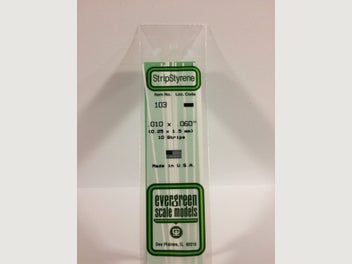 StripStyrene
Item No. Loc. Code
103
.010 x .060"
(0.25 x 1.5 mm)
10 Strips
Made in U.S.A.
evergreen
scale models
Des Plaines, IL 60018